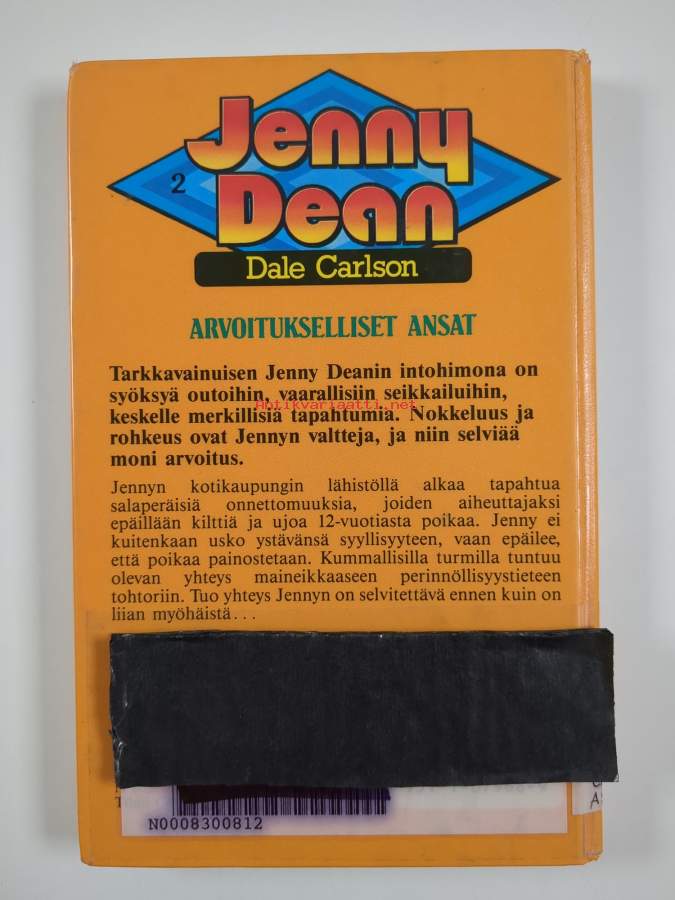 Jenny
2
Dean
Dale Carlson
ARVOITUKSELLISET ANSAT
Tarkkavainuisen Jenny Deanin intohimona on
syöksyä outoihin, vaarallisiin seikkailuihin,
Antikvariaatti.net
keskelle merkillisiä tapahtumia. Nokkeluus ja
rohkeus ovat Jennyn valtteja, ja niin selviää
moni arvoitus.
Jennyn kotikaupungin lähistöllä alkaa tapahtua
salaperäisiä onnettomuuksia, joiden aiheuttajaksi
epäillään kilttiä ja ujoa 12-vuotiasta poikaa. Jenny ei
kuitenkaan usko ystävänsä syyllisyyteen, vaan epäilee,
että poikaa painostetaan. Kummallisilla turmilla tuntuu
olevan yhteys maineikkaaseen perinnöllisyystieteen
tohtoriin. Tuo yhteys Jennyn on selvitettävä ennen kuin on
liian myöhäistä...
N0008300812